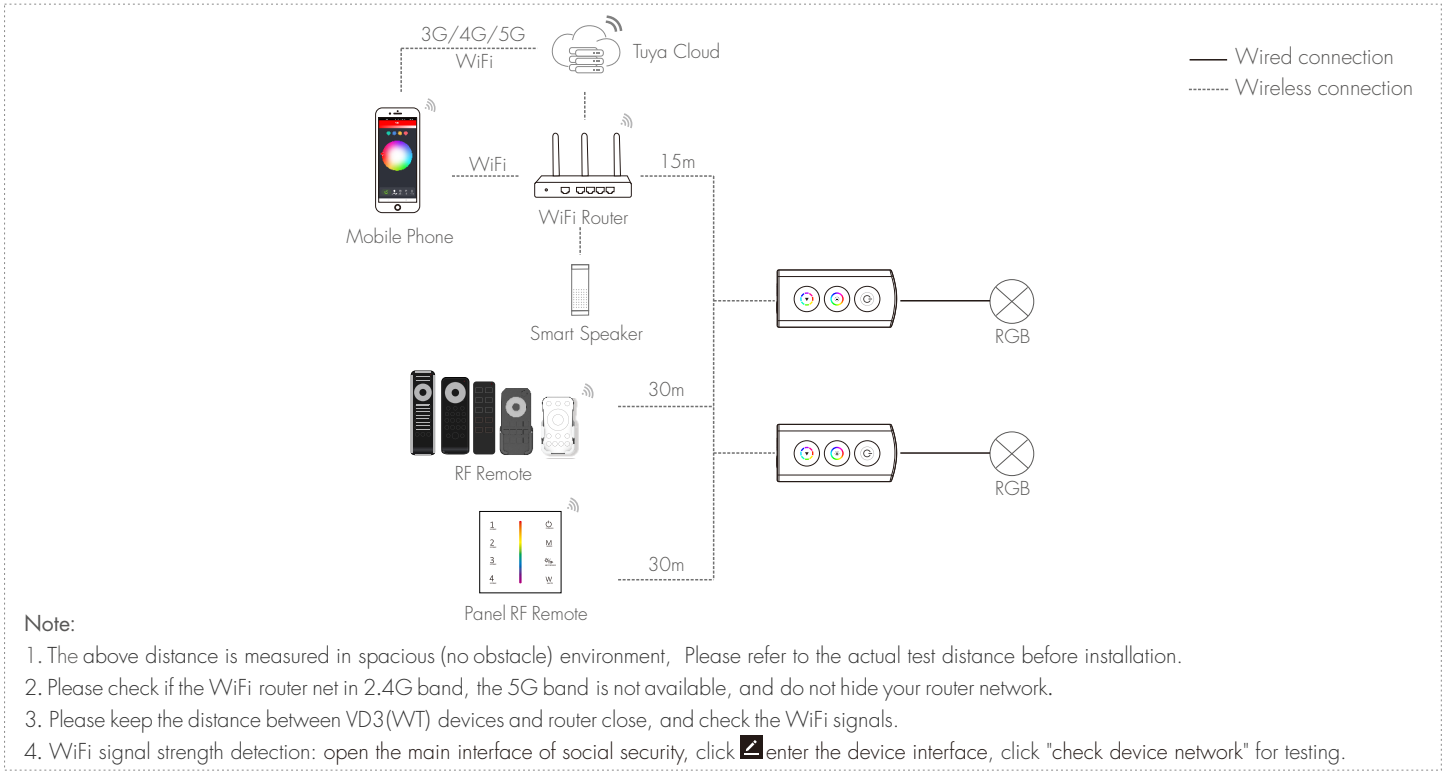 3G/4G/5G
WiFi
Tuya Cloud
Wired connection
Wireless connection
WiFi
15m
WiFi Router
Mobile Phone
Smart Speaker
RGB
30m
RF Remote
RGB
1
2
M
3
4
W
30m
Panel RF Remote
Note:
1. The above distance is measured in spacious (no obstacle) environment, Please refer to the actual test distance before installation.
2. Please check if the WiFi router net in 2.4G band, the 5G band is not available, and do not hide your router network.
3. Please keep the distance between VD3(WT) devices and router close, and check the WiFi signals.
4. WiFi signal strength detection: open the main interface of social security, click enter the device interface, click "check device network" for testing.